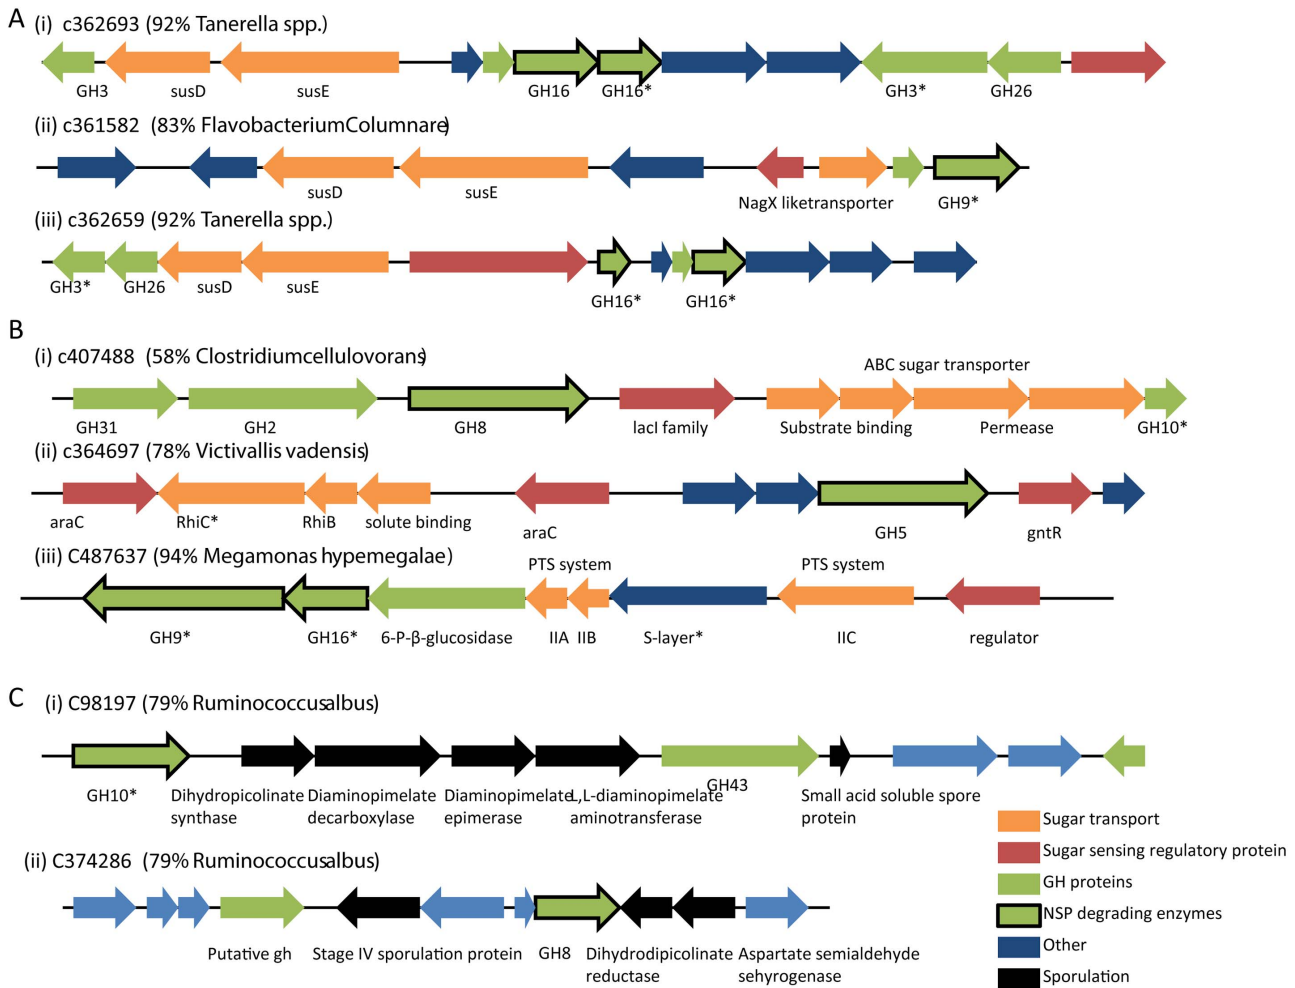 A
(i) c362693 (92% Tanerella spp.)
GH3 susD susE GH16 GH16* GH3* GH26
(ii) c361582 (83% FlavobacteriumColumnare)
susD susE NagX liketransporter GH9*
(iii) c362659 (92% Tanerella spp.)
GH3* GH26 susD susE GH16* GH16*
B
(i) c407488 (58% Clostridiumcellulovorans)
ABC sugar transporter
GH31 GH2 GH8 lacI family Substrate binding Permease GH10*
(ii) c364697 (78% Victivallis vadensis)
araC RhiC* RhiB solute binding araC GH5 gntR
(iii) C487637 (94% Megamonas hypemegalae)
PTS system PTS system
GH9* GH16* 6-P-β-glucosidase IIA IIB S-layer* IIC regulator
C
(i) C98197 (79% Ruminococcusalbus)
GH10* Dihydropicolinate synthase Diaminopimelate decarboxylase Diaminopimelate epimerase L,L-diaminopimelate aminotransferase GH43 Small acid soluble spore protein
(ii) C374286 (79% Ruminococcusalbus)
Putative gh Stage IV sporulation protein GH8 Dihydrodipicolinate reductase Aspartate semialdehyde sehyrogenase
Sugar transport
Sugar sensing regulatory protein
GH proteins
NSP degrading enzymes
Other
Sporulation